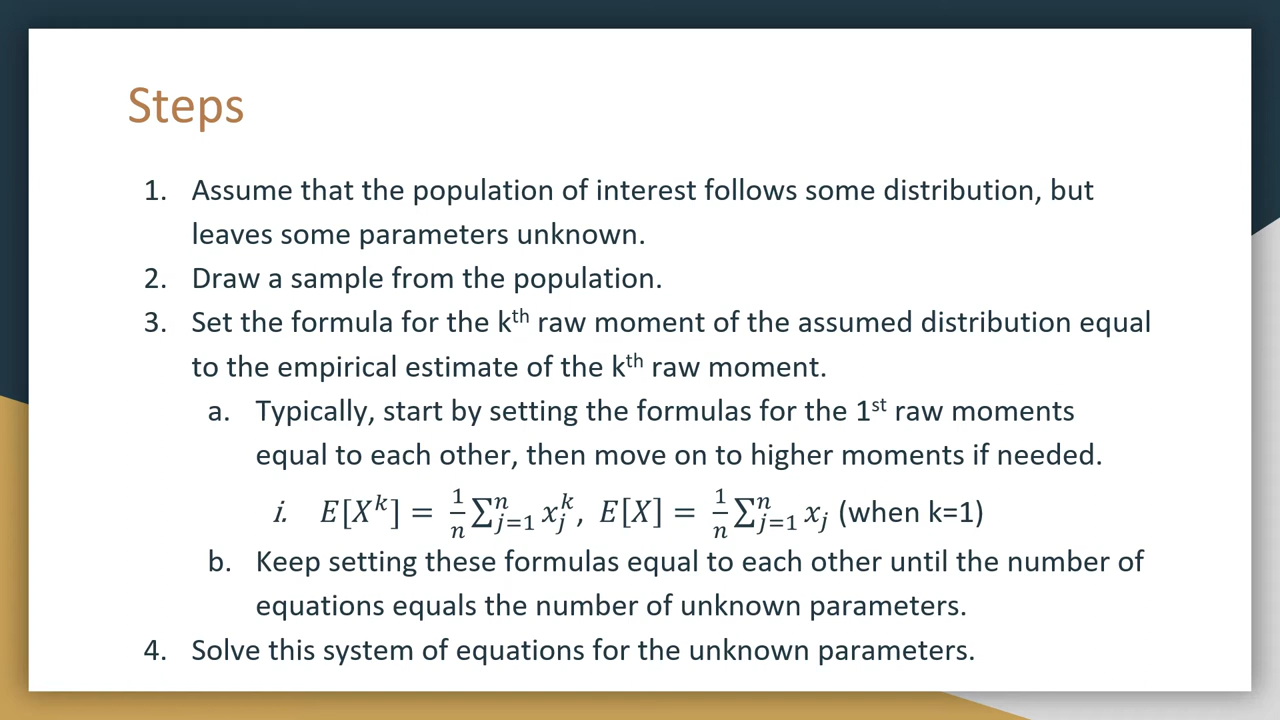 Steps
1. Assume that the population of interest follows some distribution, but
leaves some parameters unknown.
2. Draw a sample from the population.
3. Set the formula for the kᵗʰ raw moment of the assumed distribution equal
to the empirical estimate of the kᵗʰ raw moment.
a. Typically, start by setting the formulas for the 1ˢᵗ raw moments
equal to each other, then move on to higher moments if needed.
i. E[Xᵏ] = 1/n ∑ⁿⱼ₌₁ xⱼᵏ, E[X] = 1/n ∑ⁿⱼ₌₁ xⱼ (when k=1)
b. Keep setting these formulas equal to each other until the number of
equations equals the number of unknown parameters.
4. Solve this system of equations for the unknown parameters.